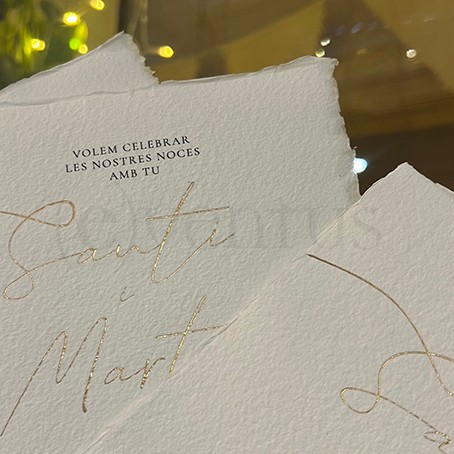 VOLEM CELEBRAR
LES NOSTRES NOCES
AMB TU
Santi
i